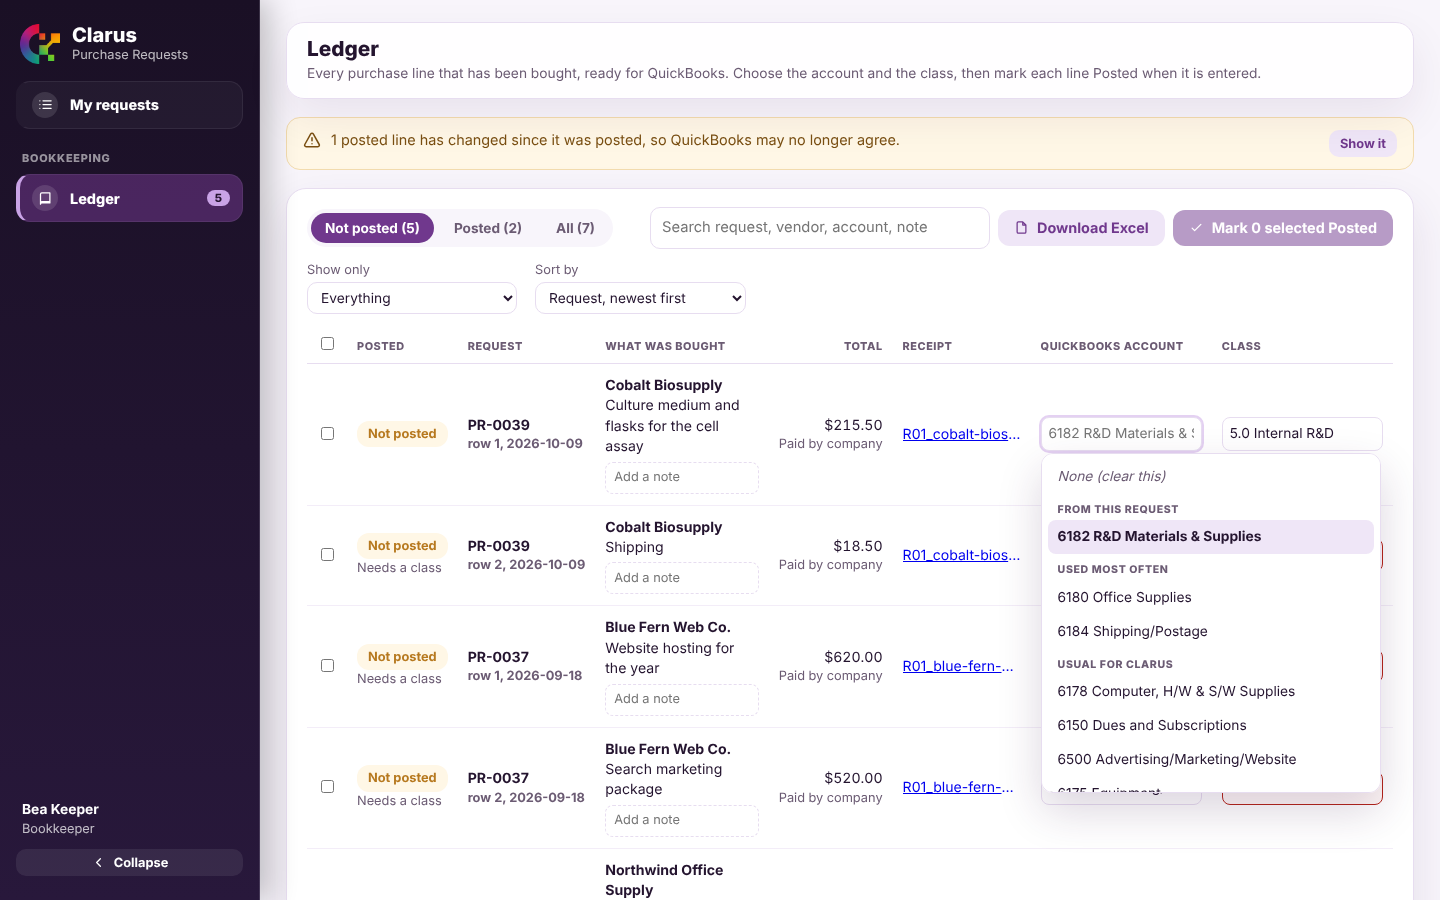 Clarus
Purchase Requests
My requests
BOOKKEEPING
Ledger
5
Bea Keeper
Bookkeeper
Collapse
Ledger
Every purchase line that has been bought, ready for QuickBooks. Choose the account and the class, then mark each line Posted when it is entered.
1 posted line has changed since it was posted, so QuickBooks may no longer agree.
Show it
Not posted (5)
Posted (2)
All (7)
Search request, vendor, account, note
Download Excel
Mark 0 selected Posted
Show only
Sort by
Everything
Request, newest first
POSTED
REQUEST
WHAT WAS BOUGHT
TOTAL
RECEIPT
QUICKBOOKS ACCOUNT
CLASS
Not posted
PR-0039
row 1, 2026-10-09
Cobalt Biosupply
Culture medium and
flasks for the cell
assay
Add a note
$215.50
Paid by company
R01_cobalt-bios...
6182 R&D Materials &
5.0 Internal R&D
Not posted
Needs a class
PR-0039
row 2, 2026-10-09
Cobalt Biosupply
Shipping
Add a note
$18.50
Paid by company
R01_cobalt-bios...
Not posted
Needs a class
PR-0037
row 1, 2026-09-18
Blue Fern Web Co.
Website hosting for
the year
Add a note
$620.00
Paid by company
R01_blue-fern-...
Not posted
Needs a class
PR-0037
row 2, 2026-09-18
Blue Fern Web Co.
Search marketing
package
Add a note
$520.00
Paid by company
R01_blue-fern-...
Northwind Office
Supply
None (clear this)
FROM THIS REQUEST
6182 R&D Materials & Supplies
USED MOST OFTEN
6180 Office Supplies
6184 Shipping/Postage
USUAL FOR CLARUS
6178 Computer, H/W & S/W Supplies
6150 Dues and Subscriptions
6500 Advertising/Marketing/Website
6175 Equipment